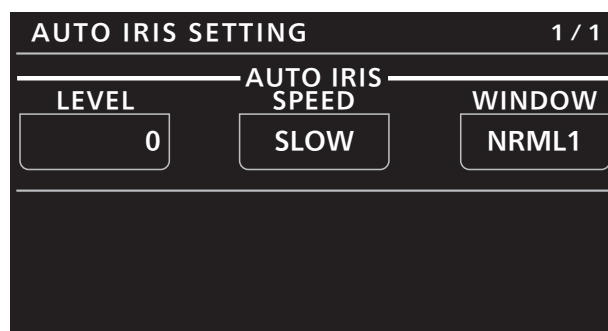 AUTO IRIS SETTING 1/1
AUTO IRIS
LEVEL SPEED WINDOW
0 SLOW NRML1